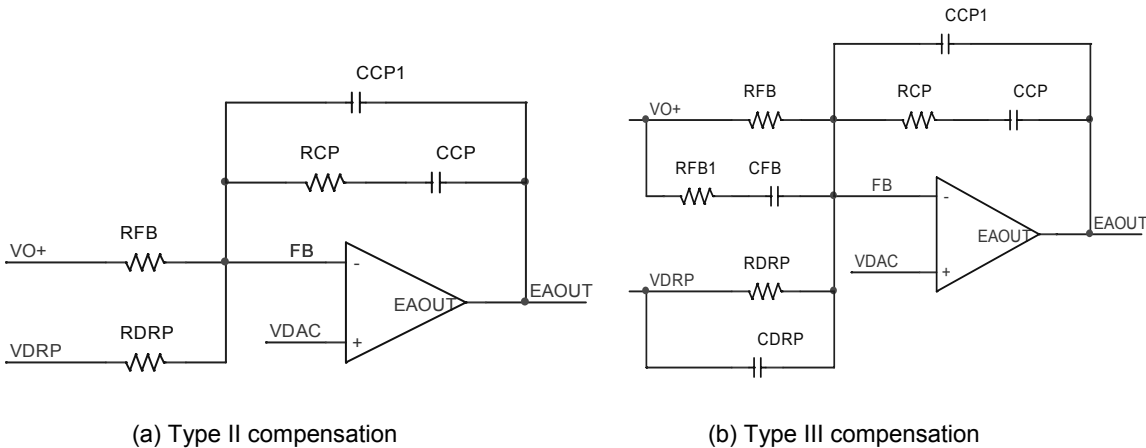 CCP1
RCP
CCP
RFB
VO+
FB
EAOUT
EAOUT
RDRP
VDAC
VDRP
-
+
(a) Type II compensation
CCP1
RFB
RCP
CCP
VO+
RFB1
CFB
FB
-
EAOUT
EAOUT
RDRP
VDAC
VDRP
+
CDRP
(b) Type III compensation